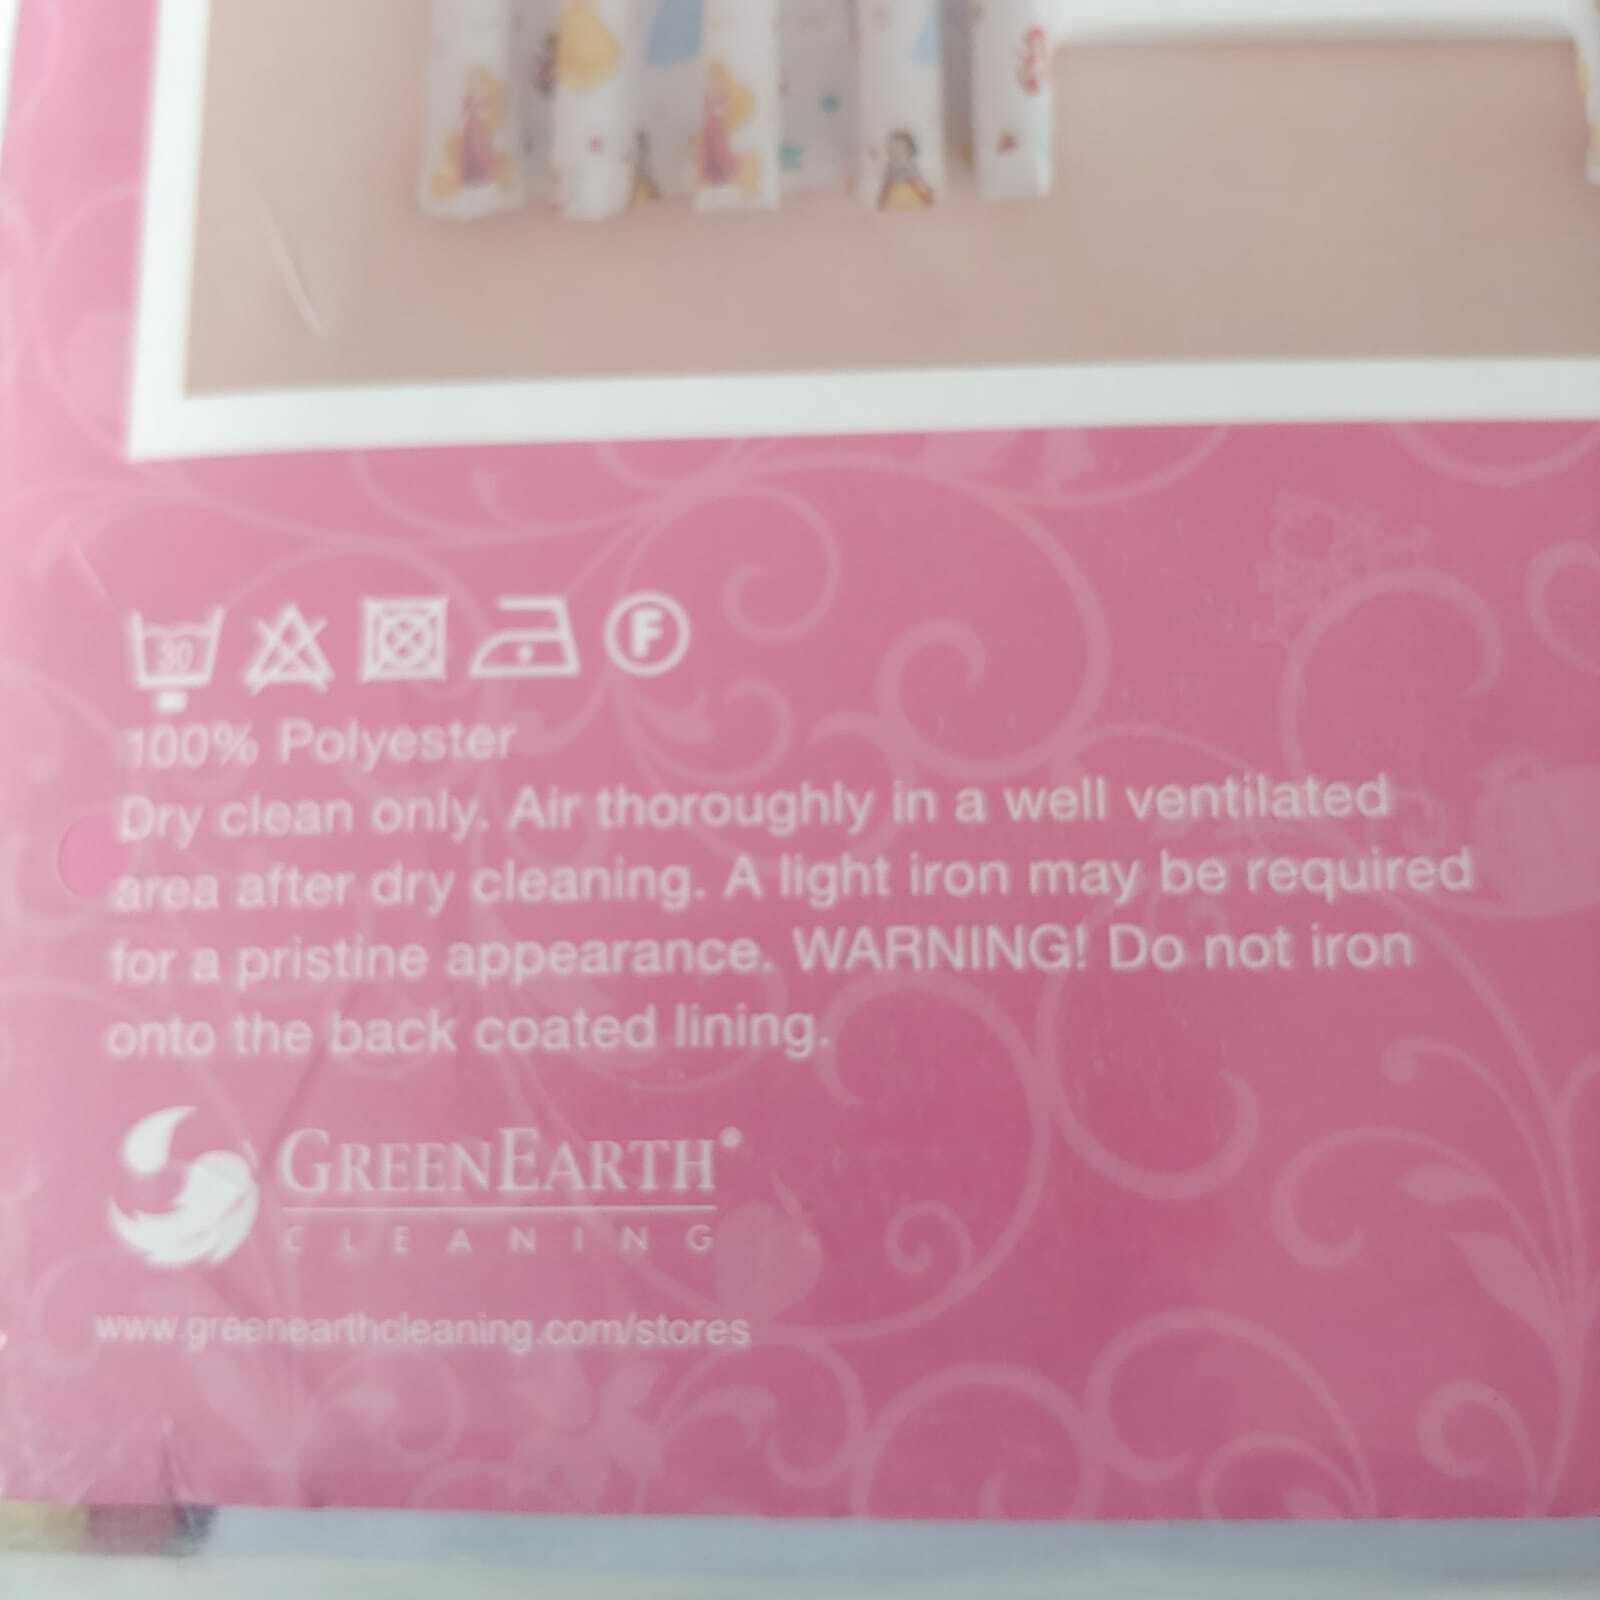 30
F
100% Polyester
Dry clean only. Air thoroughly in a well ventilated
area after dry cleaning. A light iron may be required
for a pristine appearance. WARNING! Do not iron
onto the back coated lining.
GREENEARTH
CLEANING
www.greenearthcleaning.com/stores